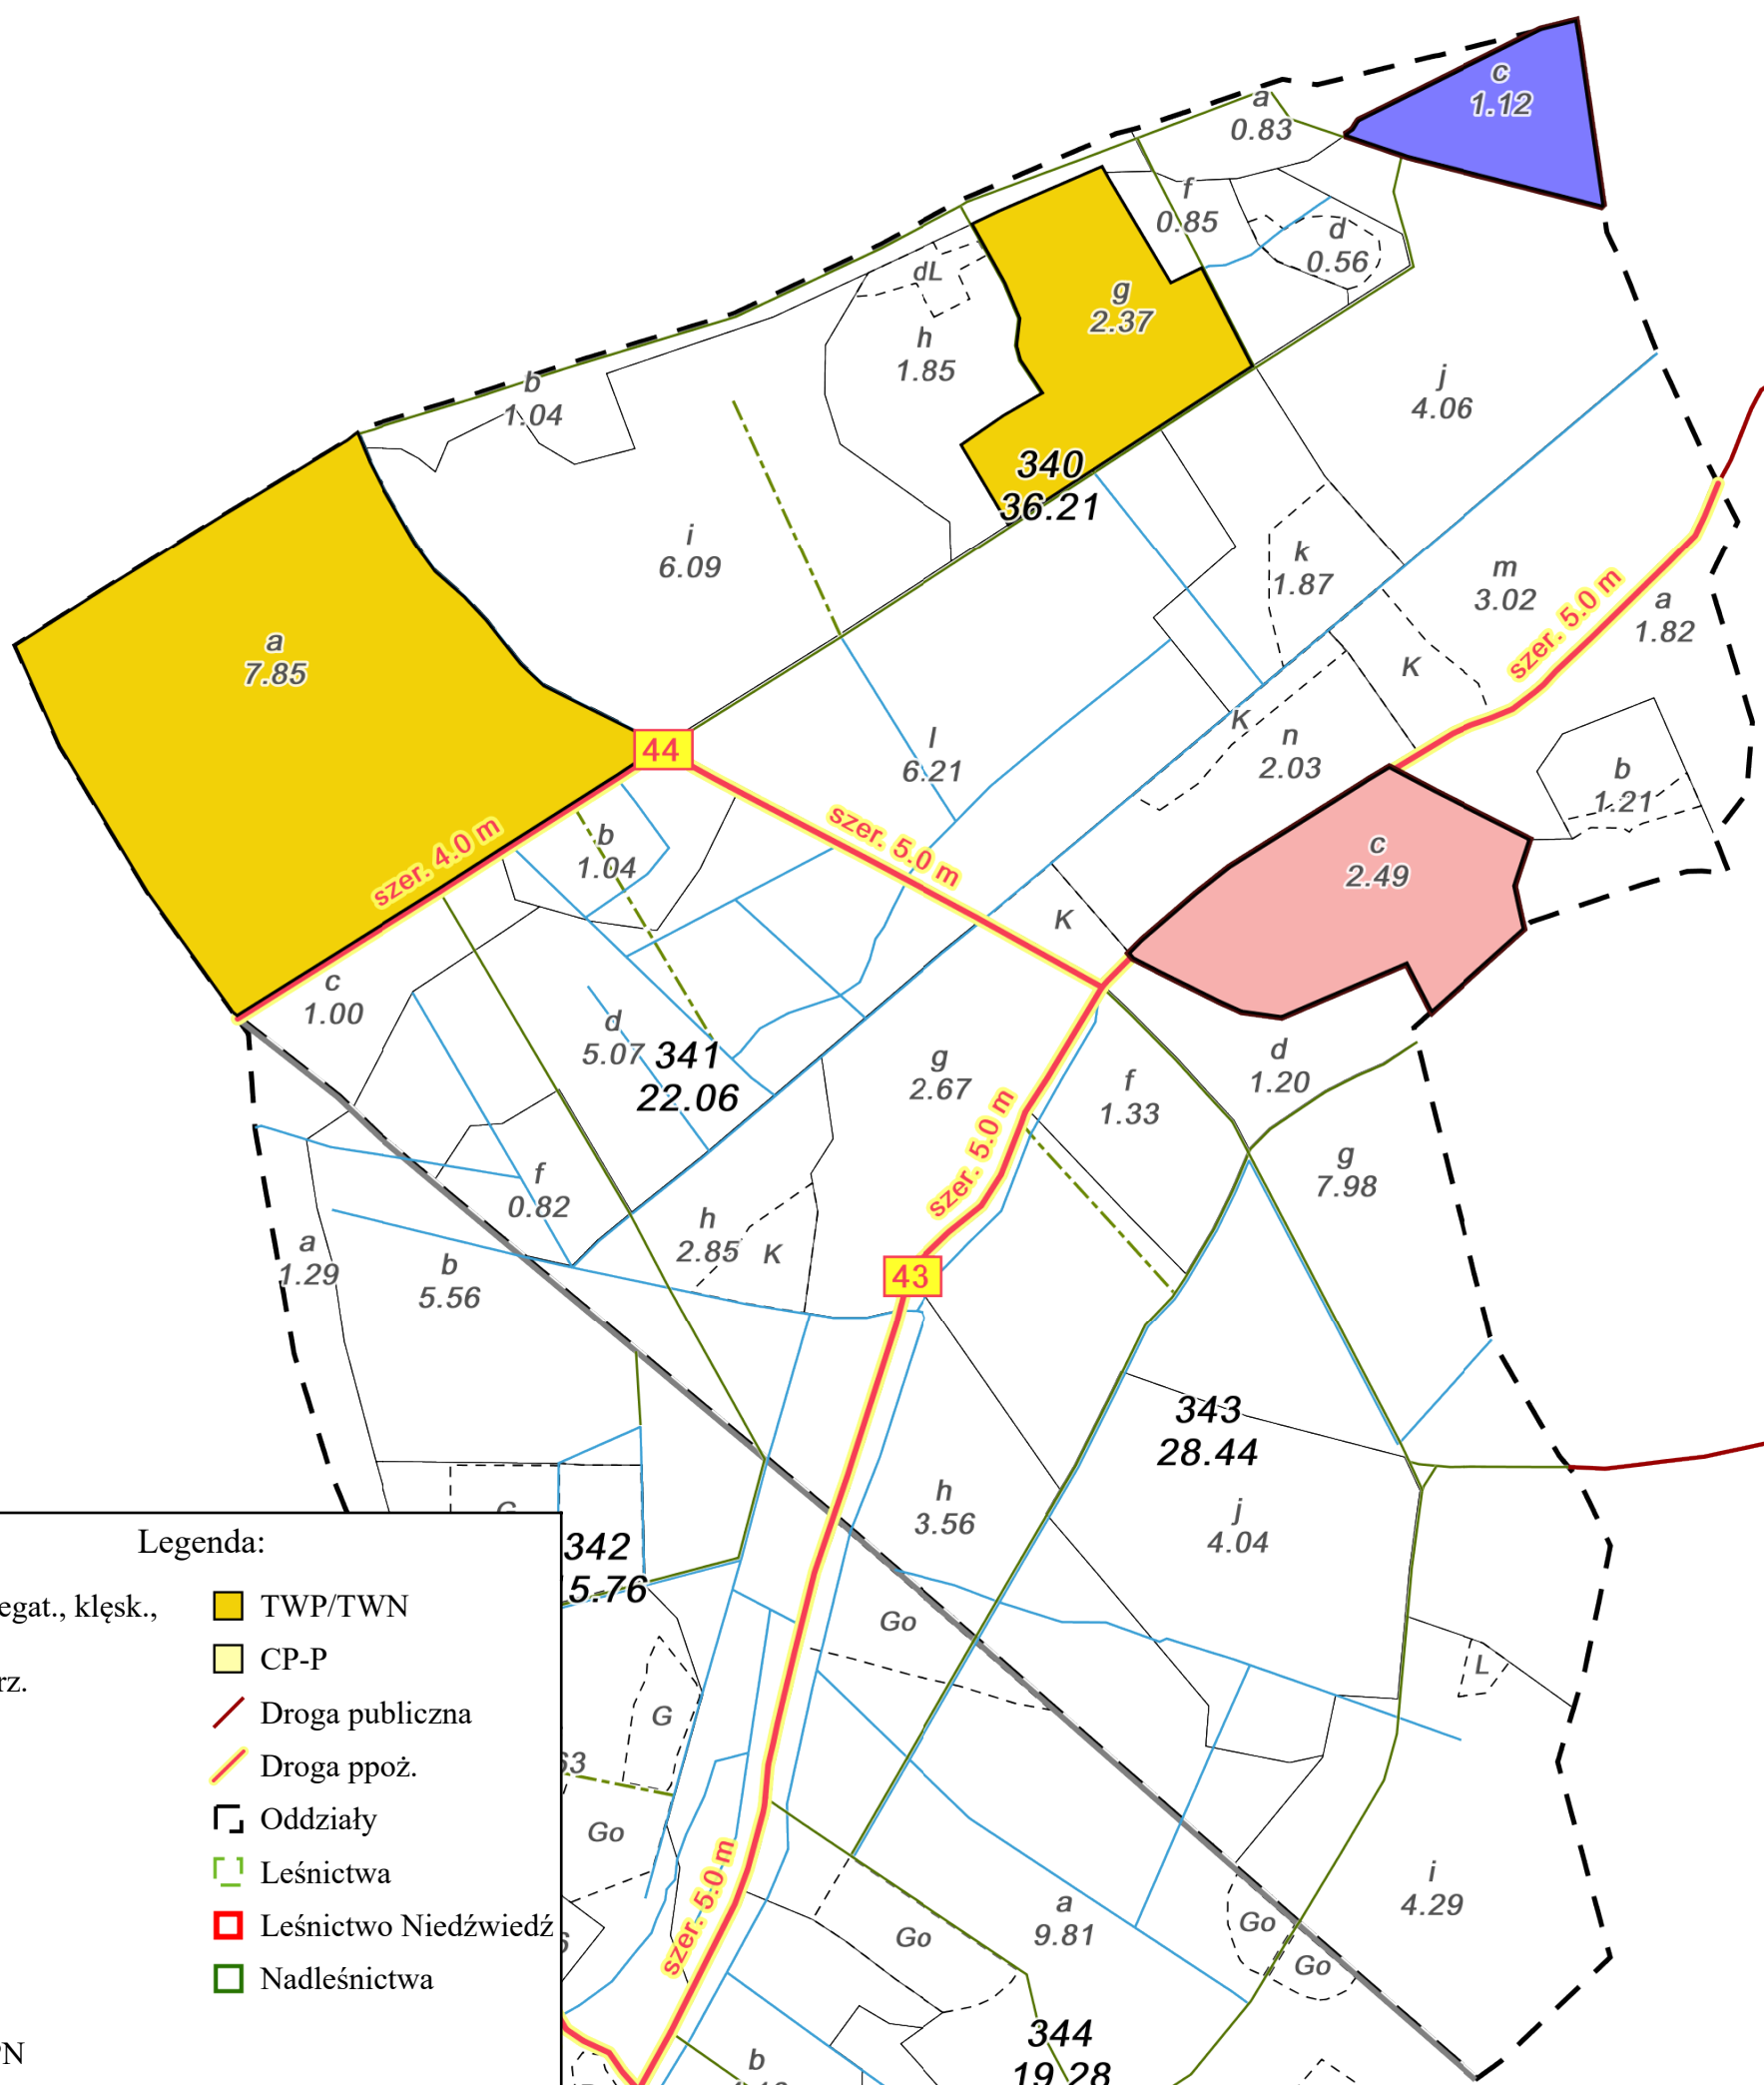 c
1.12
a
0.83
f
0.85
d
0.56
dL
g
2.37
h
1.85
b
1.04
j
4.06
340
36.21
i
6.09
k
1.87
m
3.02
a
1.82
szer. 5.0 m
a
7.85
K
K
44
l
6.21
n
2.03
b
1.21
szer. 4.0 m
b
1.04
szer. 5.0 m
c
2.49
K
c
1.00
d
5.07
341
22.06
g
2.67
f
1.33
d
1.20
szer. 5.0 m
g
7.98
f
0.82
h
2.85
K
a
1.29
b
5.56
43
343
28.44
h
3.56
j
4.04
342
5.76
Go
L
G
63
Go
szer. 5.0 m
Go
a
9.81
Go
Go
i
4.29
344
19.28
b
Legenda:
egat., klęsk.,
rz.
TWP/TWN
CP-P
Droga publiczna
Droga ppoż.
Oddziały
Leśnictwa
Leśnictwo Niedźwiedź
Nadleśnictwa